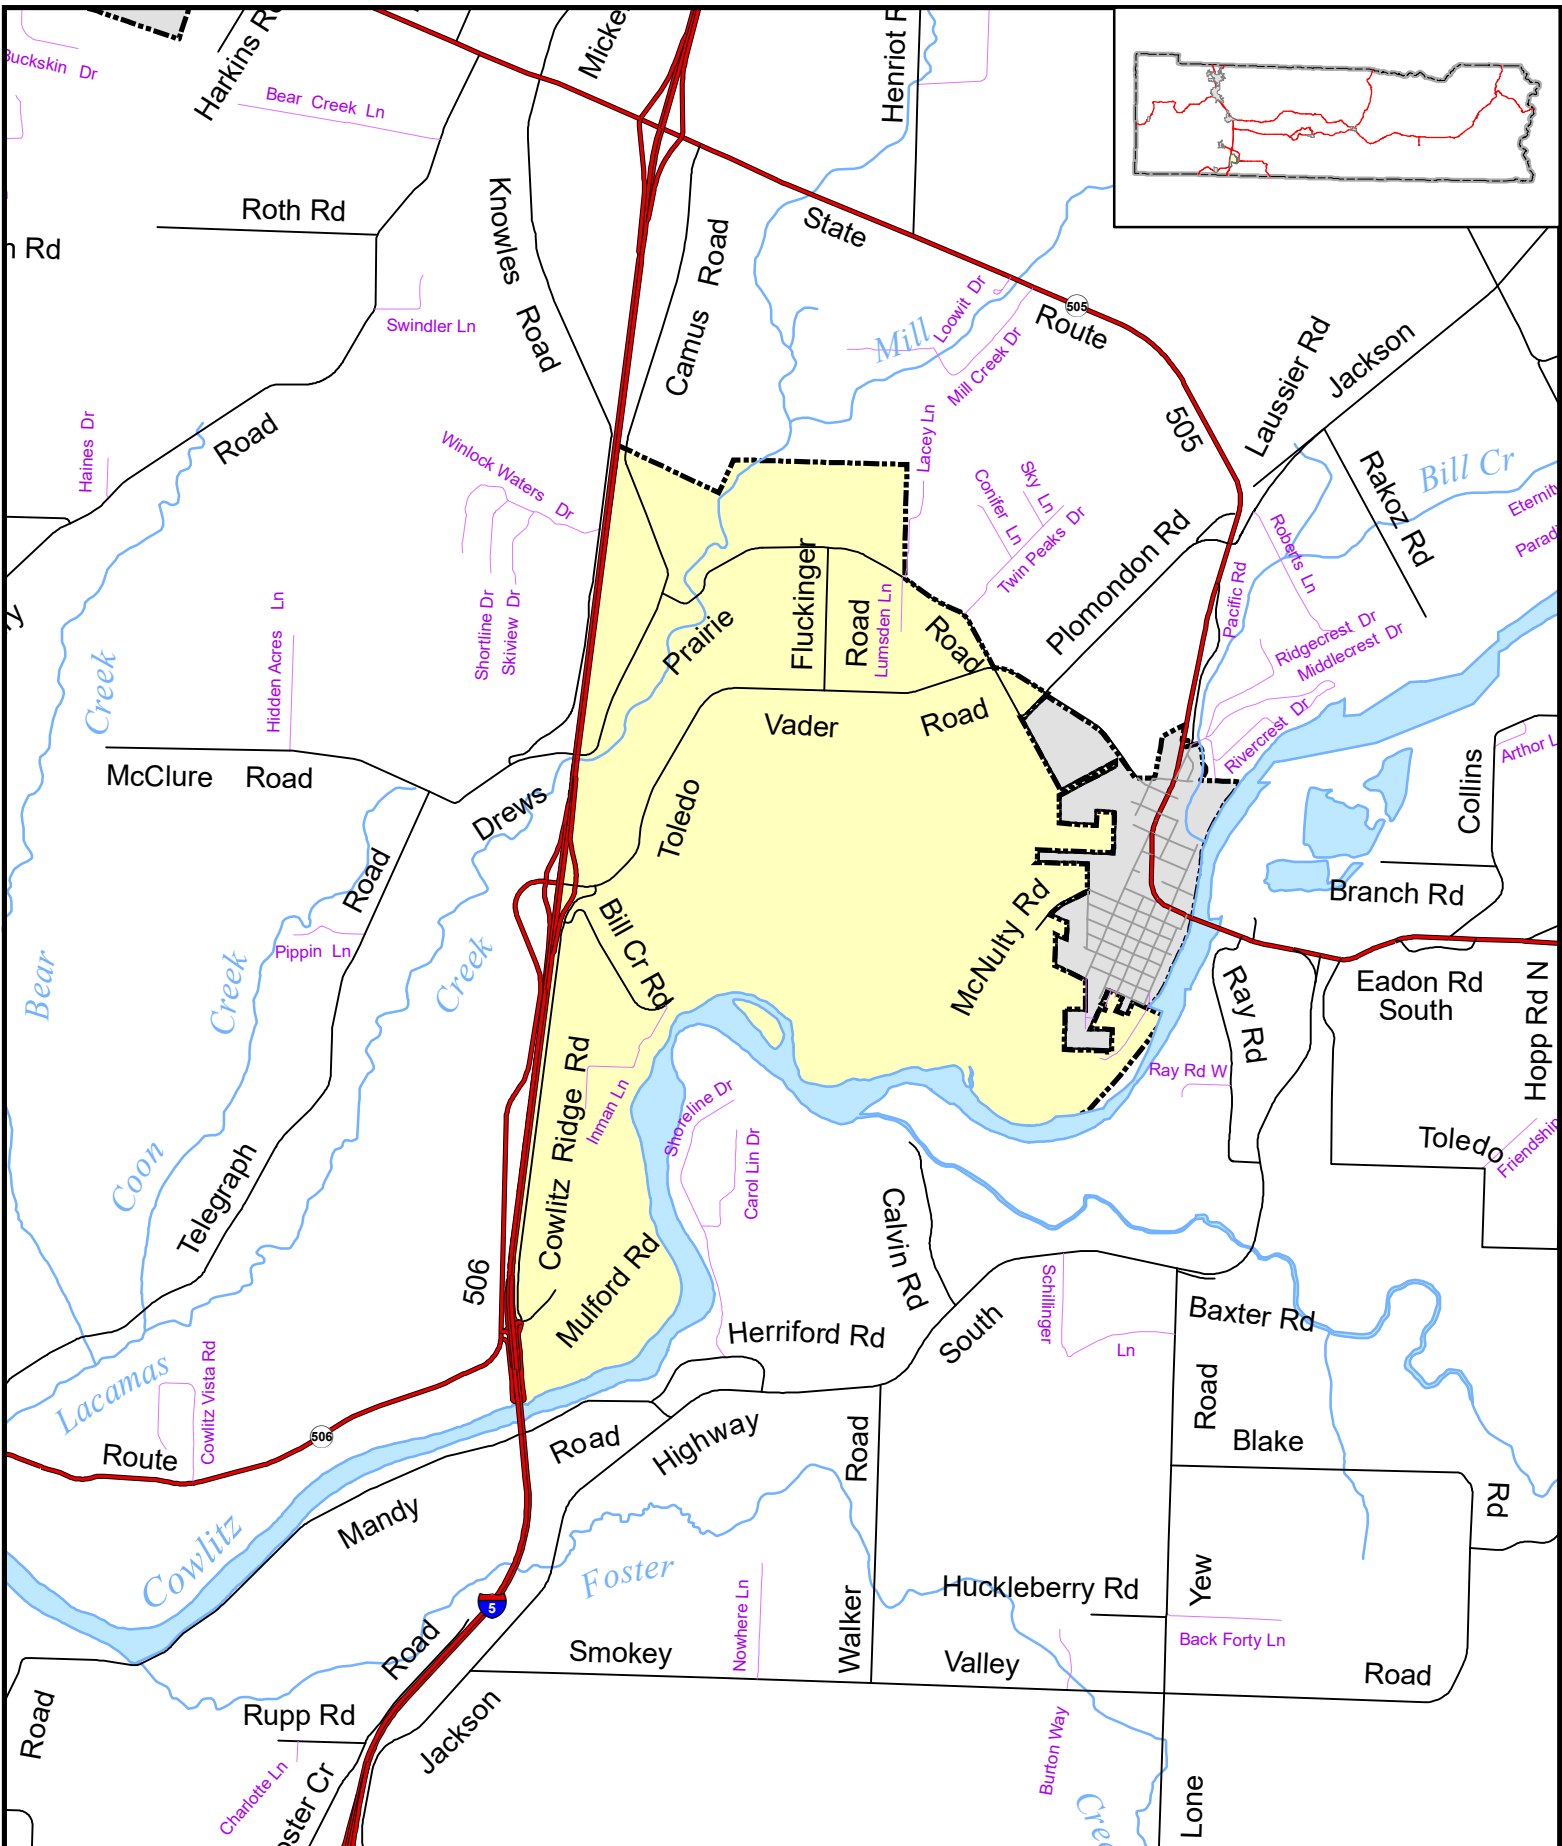 Buckskin Dr
Harkins Rd
Bear Creek Ln
Roth Rd
Rd
Swindler Ln
Haines Dr
Road
Knowles Road
Camus Road
State
Route
505
505
Henriot
Mill
Loowit Dr
Mill Creek Dr
Lacey Ln
Conifer Ln
Sky Ln
Twin Peaks Dr
Laussier Rd
Jackson
Rakoz Rd
Bill Cr
Roberts Ln
Pacific Rd
Plomondon Rd
Ridgecrest Dr
Middlecrest Dr
Rivercrest Dr
Winlock Waters Dr
Shortline Dr
Skiview Dr
Hidden Acres Ln
Creek
McClure Road
Drews
Prairie
Road
Fluckinger
Road
Lumsden Ln
Vader
Road
Toledo
Road
Pippin Ln
Creek
Creek
Bear
Bill Cr Rd
McNulty Rd
Collins
Arthor L
Branch Rd
Eadon Rd
South
Hopp Rd N
Ray Rd
Ray Rd W
Toledo
Friendship
Coon
Telegraph
506
Cowlitz Ridge Rd
Inman Ln
Shoreline Dr
Carol Lin Dr
Mulford Rd
Calvin Rd
South
Schillinger
Ln
Baxter Rd
Herriford Rd
Lacamas
Cowlitz Vista Rd
Route
506
Road
Highway
Road
Road
Blake
Rd
Mandy
Cowlitz
Foster
5
Nowhere Ln
Walker
Huckleberry Rd
Yew
Back Forty Ln
Smokey
Valley
Road
Road
Rupp Rd
Charlotte Ln
Jackson
Burton Way
Lone
Road